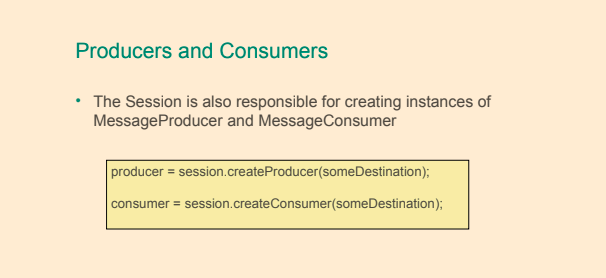 Producers and Consumers
• The Session is also responsible for creating instances of
MessageProducer and MessageConsumer
producer = session.createProducer(someDestination);
consumer = session.createConsumer(someDestination);